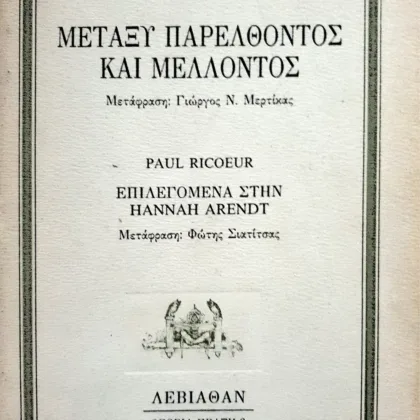 ΜΕΤΑΞΥ ΠΑΡΕΛΘΟΝΤΟΣ
ΚΑΙ ΜΕΛΛΟΝΤΟΣ
Μετάφραση: Γιώργος Ν. Μερτίκας
PAUL RICOEUR
ΕΠΙΛΕΓΟΜΕΝΑ ΣΤΗΝ
HANNAH ARENDT
Μετάφραση: Φώτης Σιατίτσας
ΛΕΒΙΑΘΑΝ